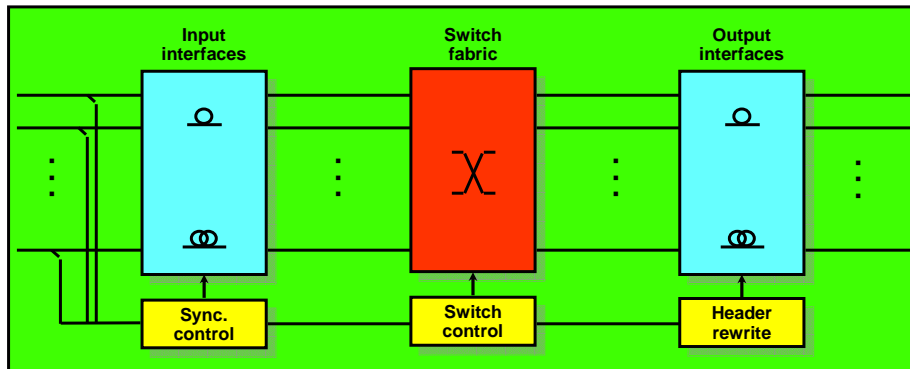 Input
interfaces
Switch
fabric
Output
interfaces
Sync.
control
Switch
control
Header
rewrite